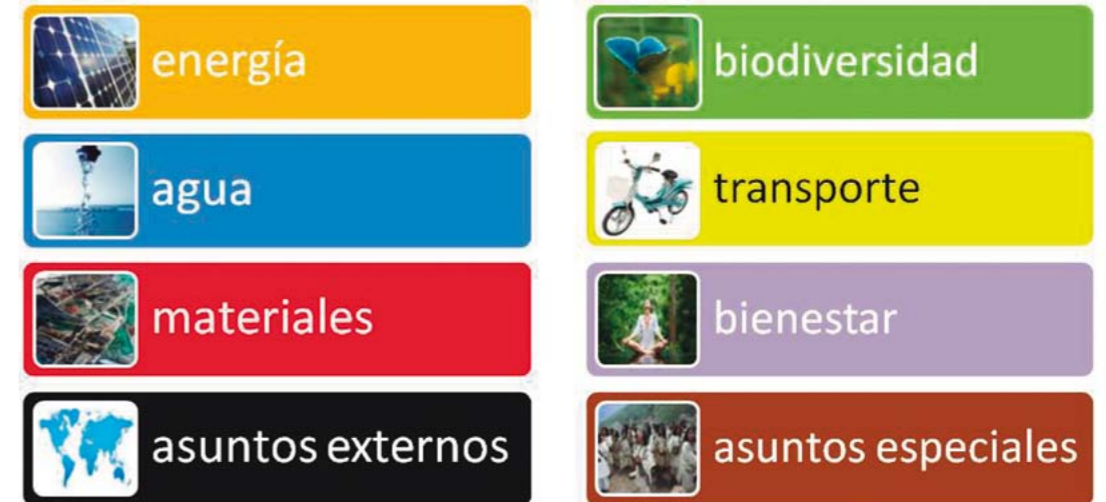 energía
agua
materiales
asuntos externos
biodiversidad
transporte
bienestar
asuntos especiales